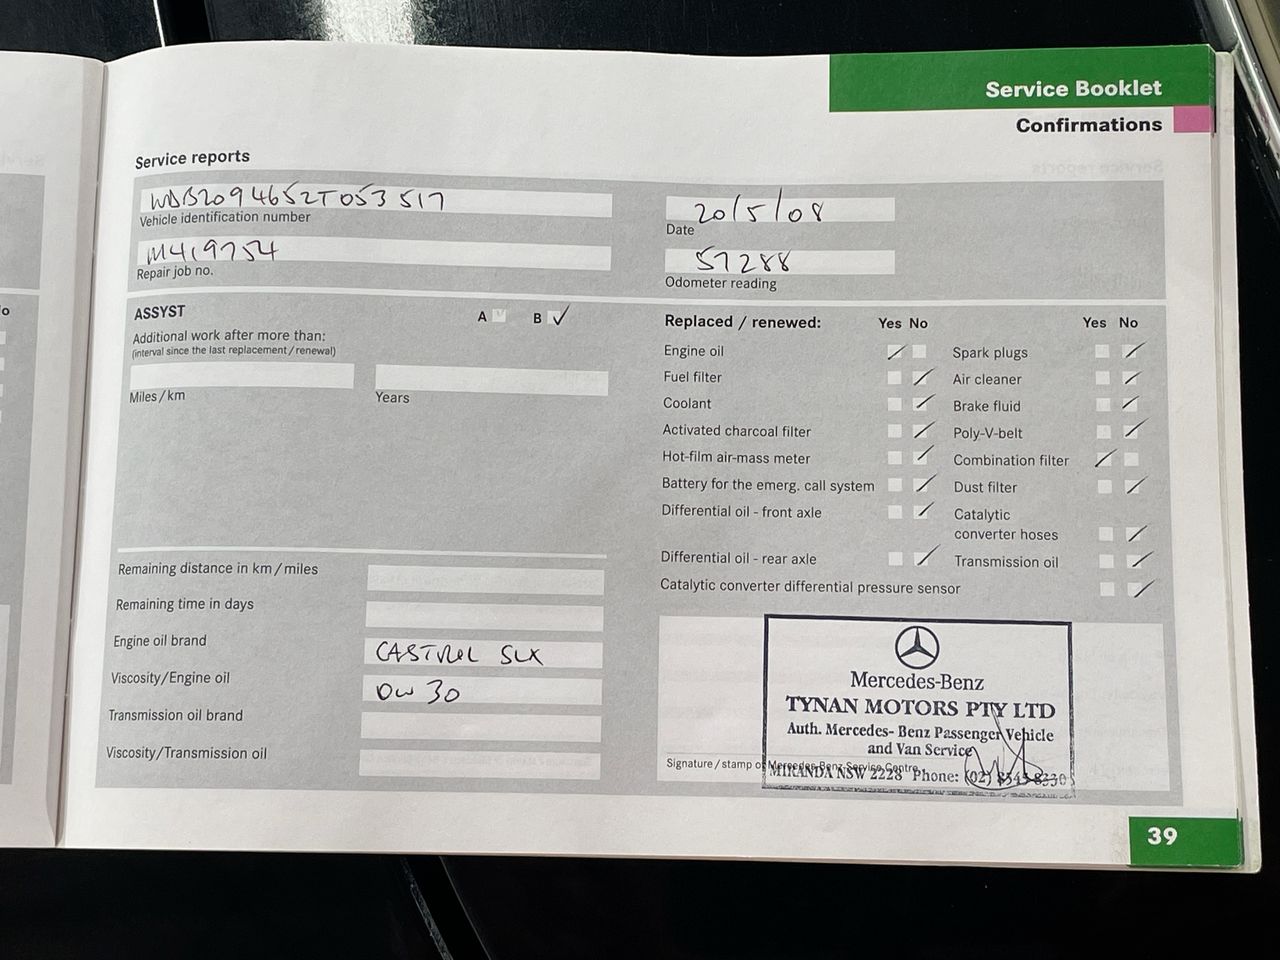 Service Booklet
Confirmations
Service reports
WDB2094652T053517
Vehicle identification number
20/5/08
Date
M419754
Repair job no.
57288
Odometer reading
ASSYST
A B ✓
Additional work after more than:
(interval since the last replacement/renewal)
Miles/km
Years
Replaced / renewed:
Yes No
Yes No
Engine oil
Spark plugs
Fuel filter
Air cleaner
Coolant
Brake fluid
Activated charcoal filter
Poly-V-belt
Hot-film air-mass meter
Combination filter
Battery for the emerg. call system
Dust filter
Differential oil - front axle
Catalytic
converter hoses
Differential oil - rear axle
Transmission oil
Catalytic converter differential pressure sensor
Remaining distance in km/miles
Remaining time in days
Engine oil brand
CASTROL SLX
Viscosity/Engine oil
0W 30
Transmission oil brand
Viscosity/Transmission oil
Mercedes-Benz
TYNAN MOTORS PTY LTD
Auth. Mercedes- Benz Passenger Vehicle
and Van Service
Signature/stamp of Mercedes-Benz Service Centre
MIRANDA NSW 2228 Phone: (02) 8545 8330
39